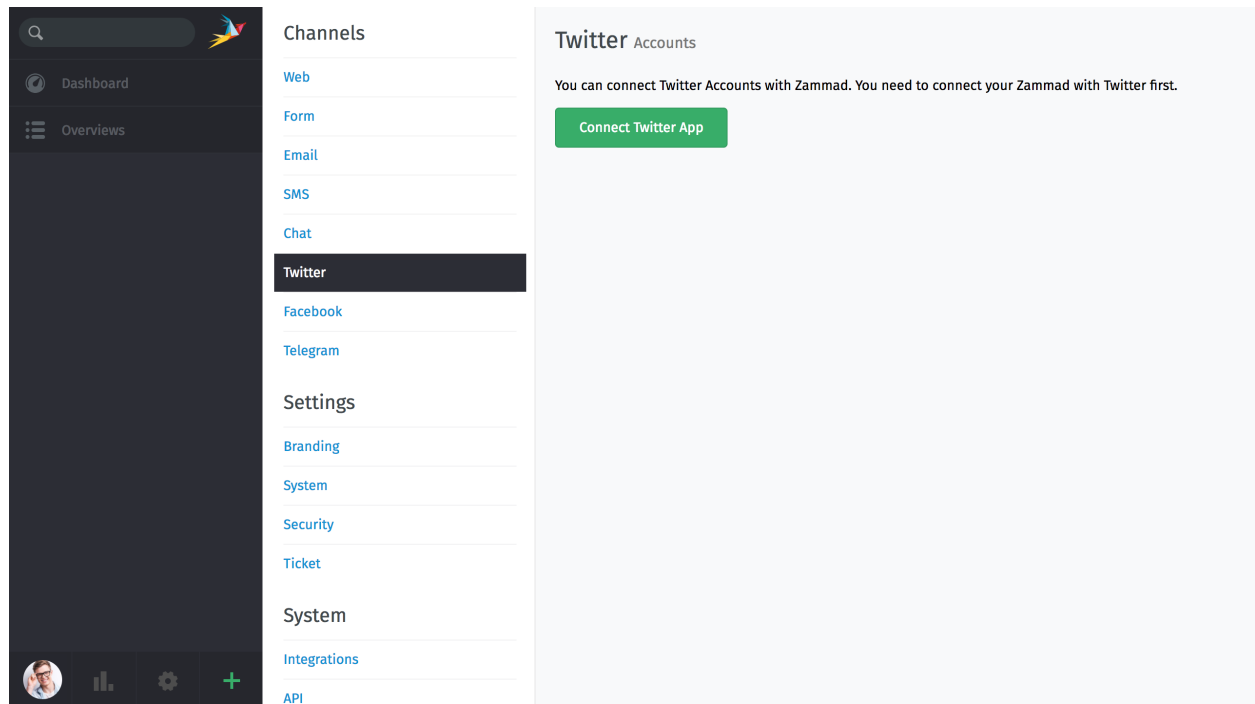 Dashboard
Overviews
Channels
Web
Form
Email
SMS
Chat
Twitter
Facebook
Telegram
Settings
Branding
System
Security
Ticket
System
Integrations
API
Twitter Accounts
You can connect Twitter Accounts with Zammad. You need to connect your Zammad with Twitter first.
Connect Twitter App